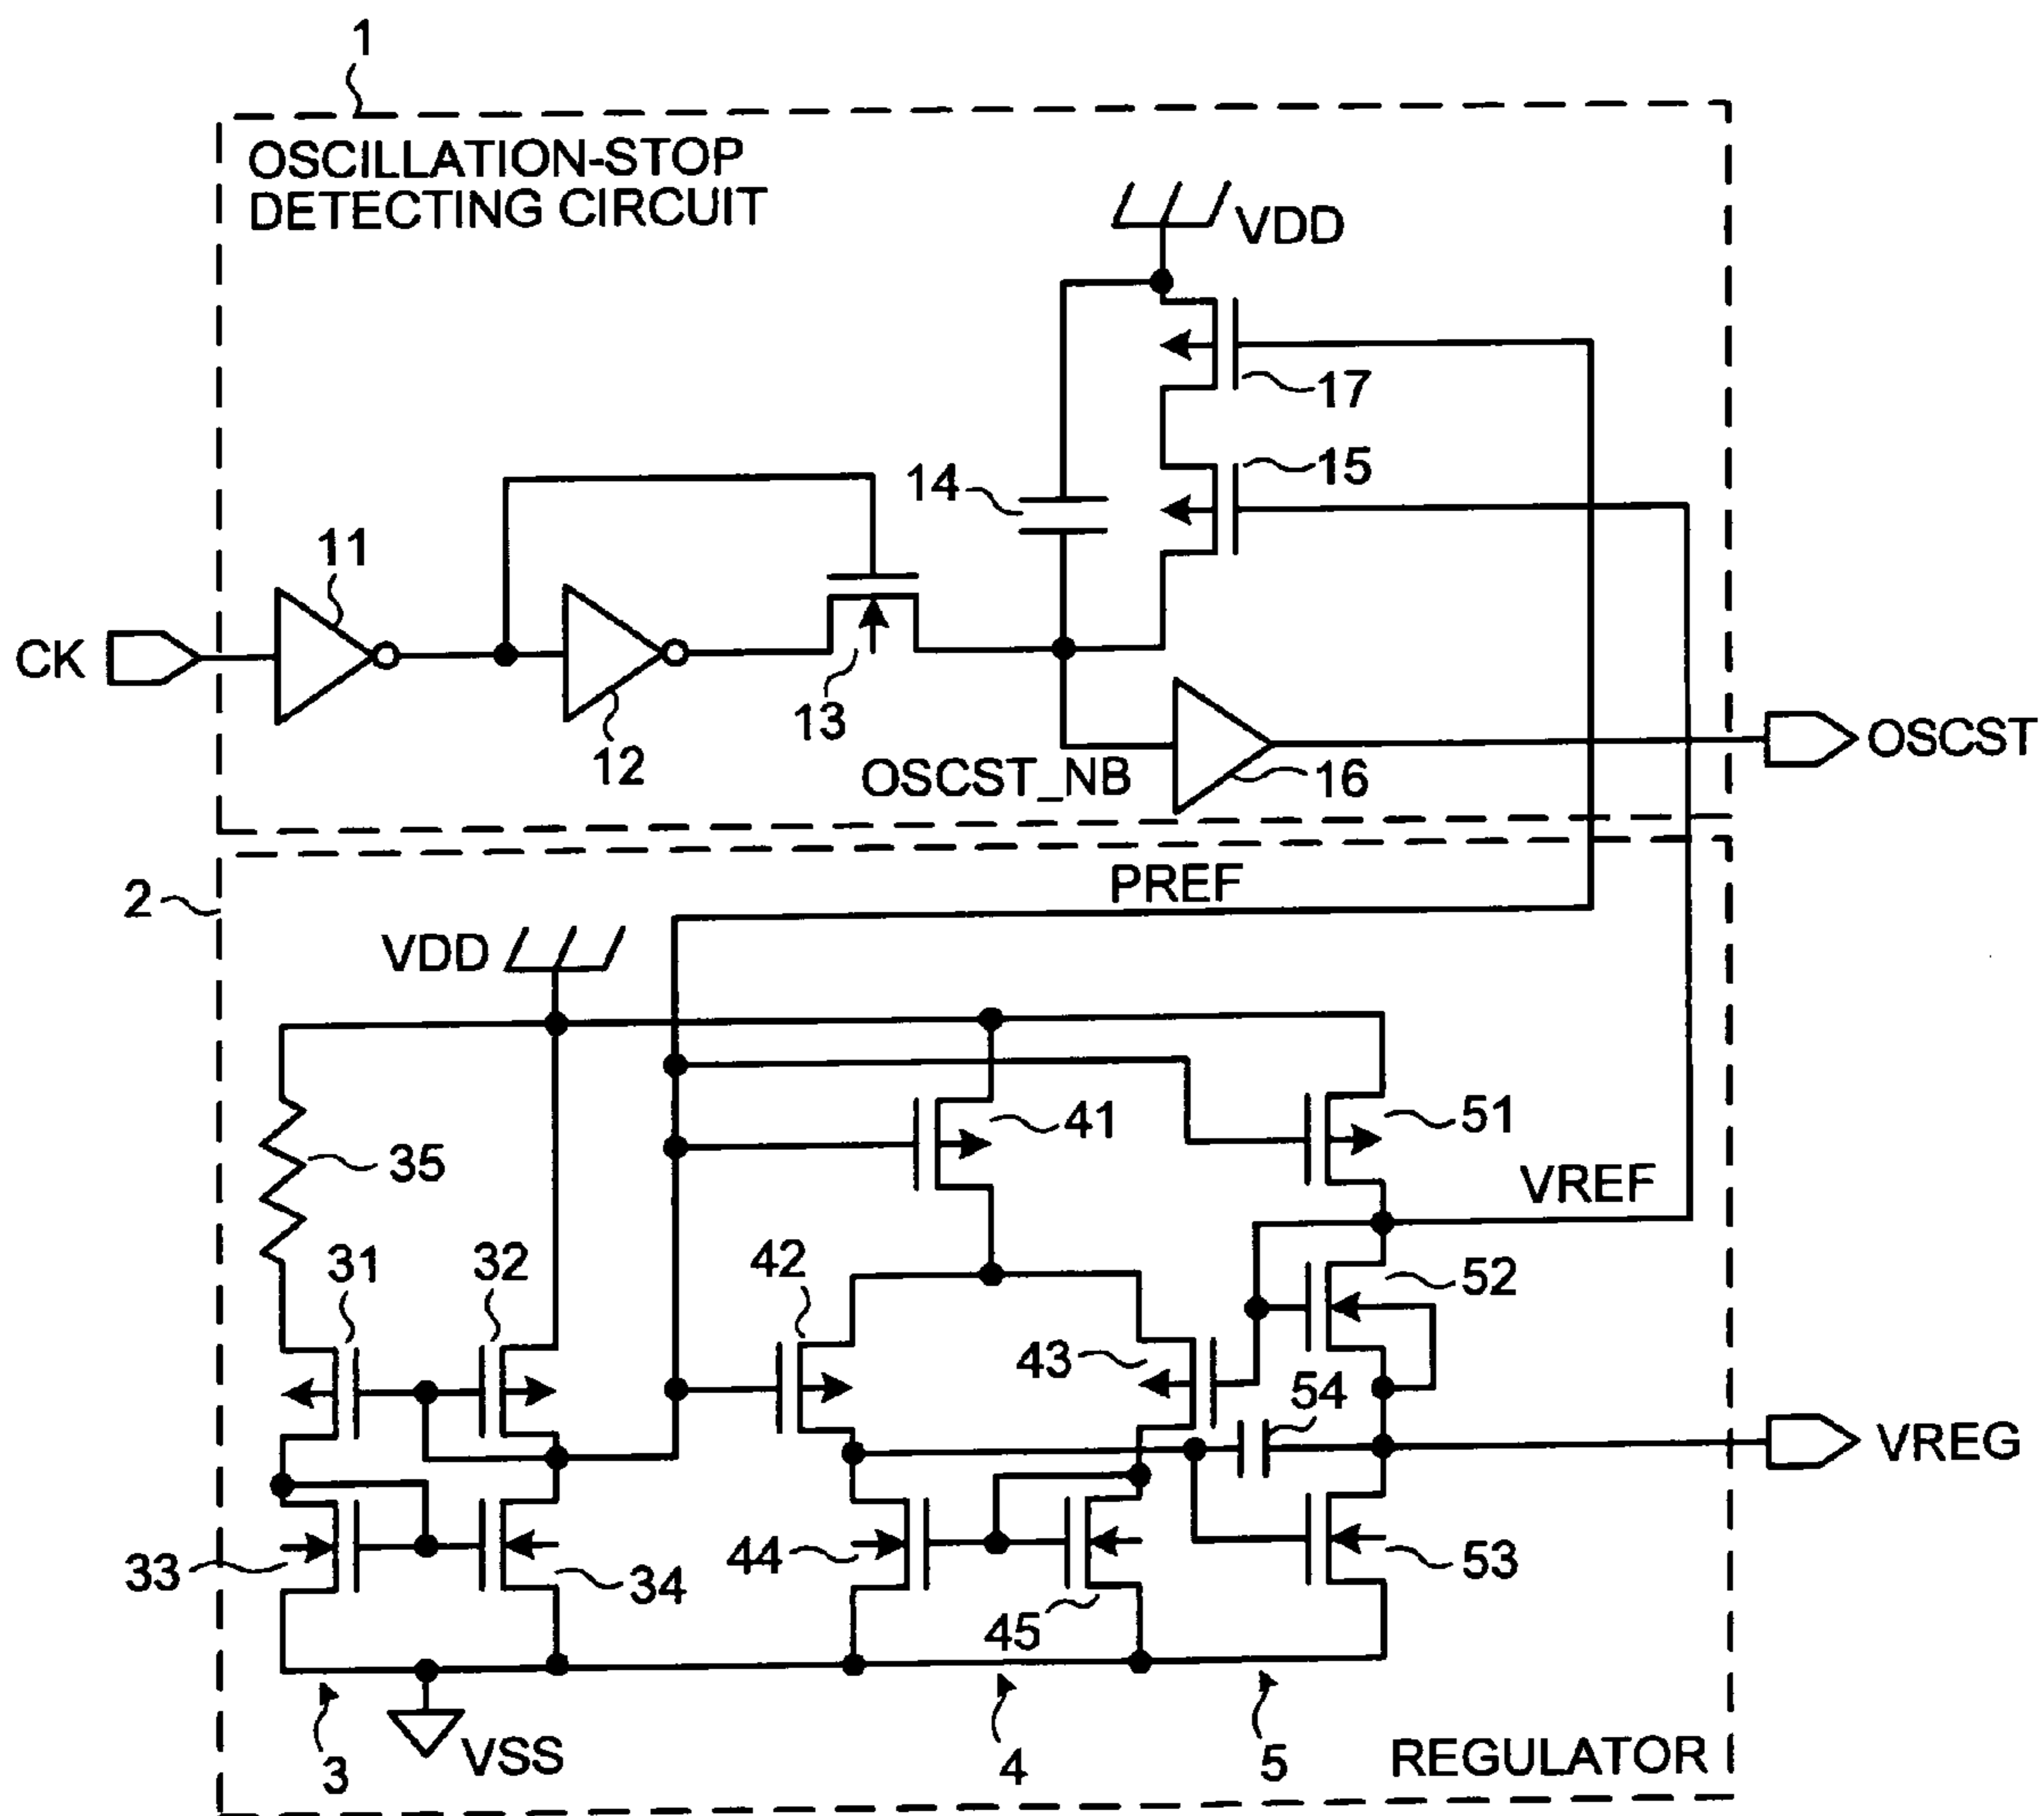 1
OSCILLATION-STOP
DETECTING CIRCUIT
VDD
17
15
14
11
CK
13
12
OSCST_NB
16
OSCST
2
PREF
VDD
41
51
35
VREF
31
32
42
52
43
54
VREG
33
34
44
45
53
VSS
3
4
5
REGULATOR